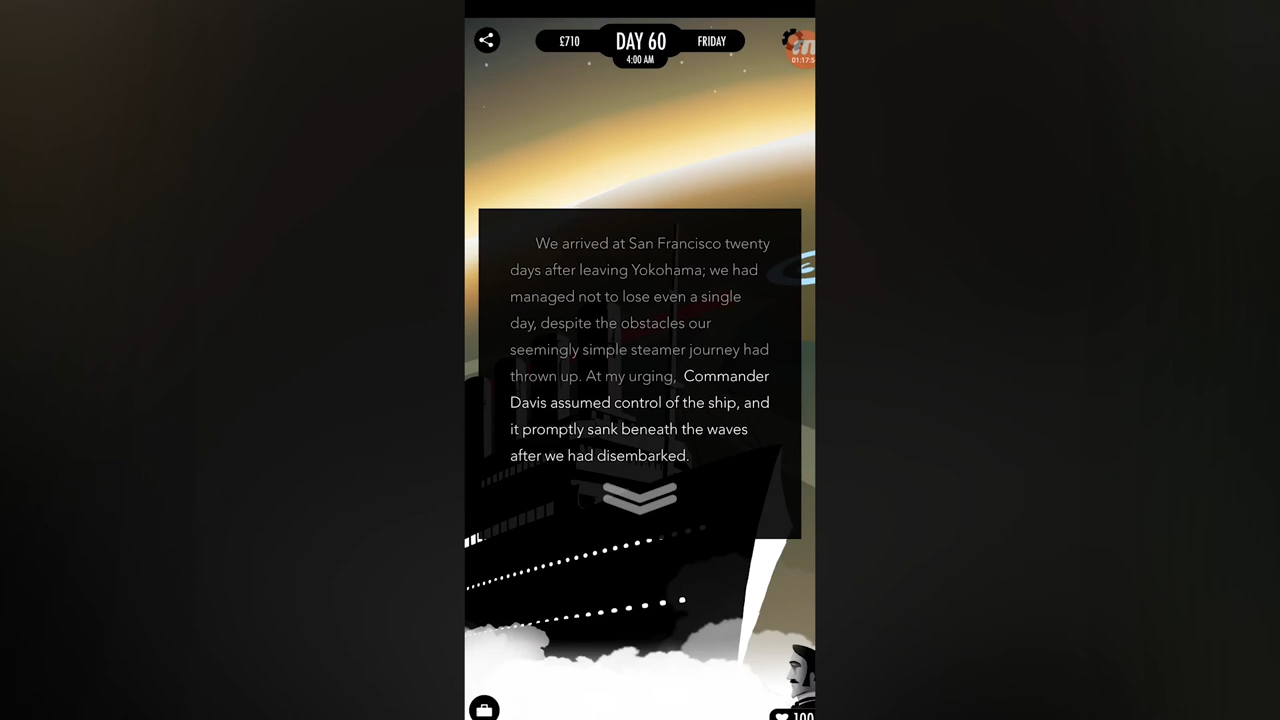 £710
DAY 60
FRIDAY
4:00 AM
01:17:5
We arrived at San Francisco twenty
days after leaving Yokohama; we had
managed not to lose even a single
day, despite the obstacles our
seemingly simple steamer journey had
thrown up. At my urging, Commander
Davis assumed control of the ship, and
it promptly sank beneath the waves
after we had disembarked.
100